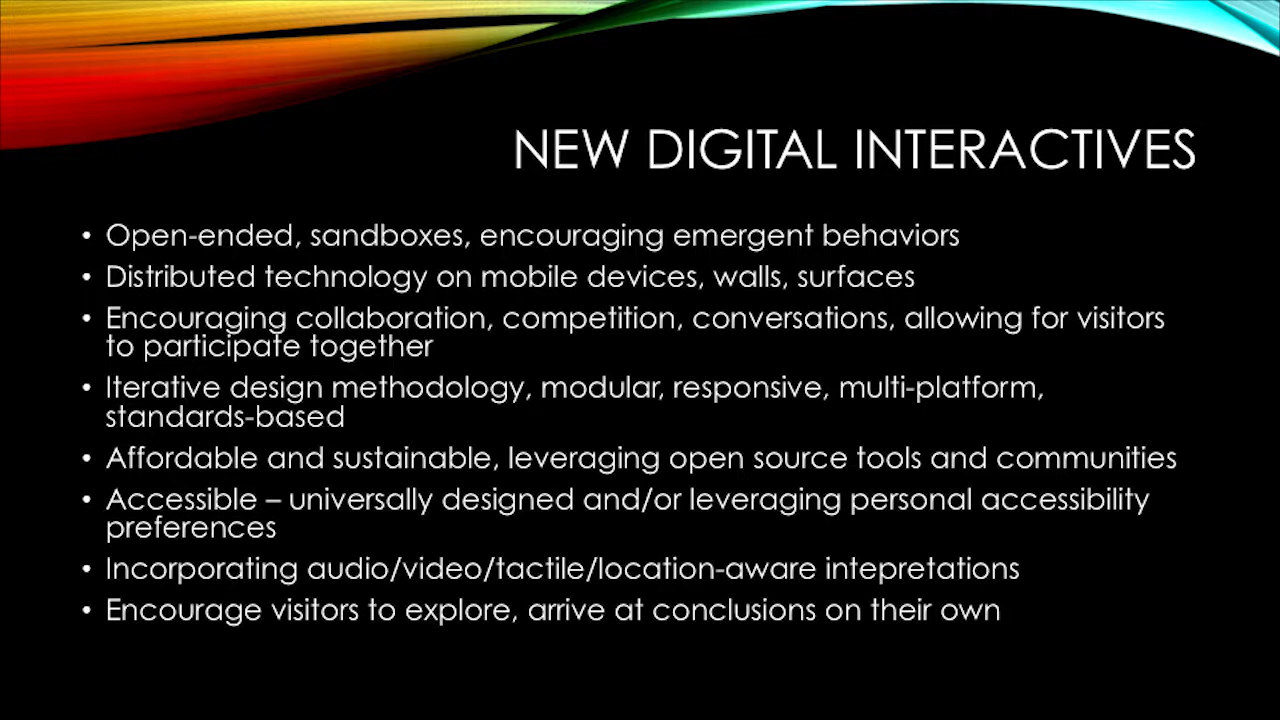 NEW DIGITAL INTERACTIVES
• Open-ended, sandboxes, encouraging emergent behaviors
• Distributed technology on mobile devices, walls, surfaces
• Encouraging collaboration, competition, conversations, allowing for visitors
to participate together
• Iterative design methodology, modular, responsive, multi-platform,
standards-based
• Affordable and sustainable, leveraging open source tools and communities
• Accessible – universally designed and/or leveraging personal accessibility
preferences
• Incorporating audio/video/tactile/location-aware intepretations
• Encourage visitors to explore, arrive at conclusions on their own